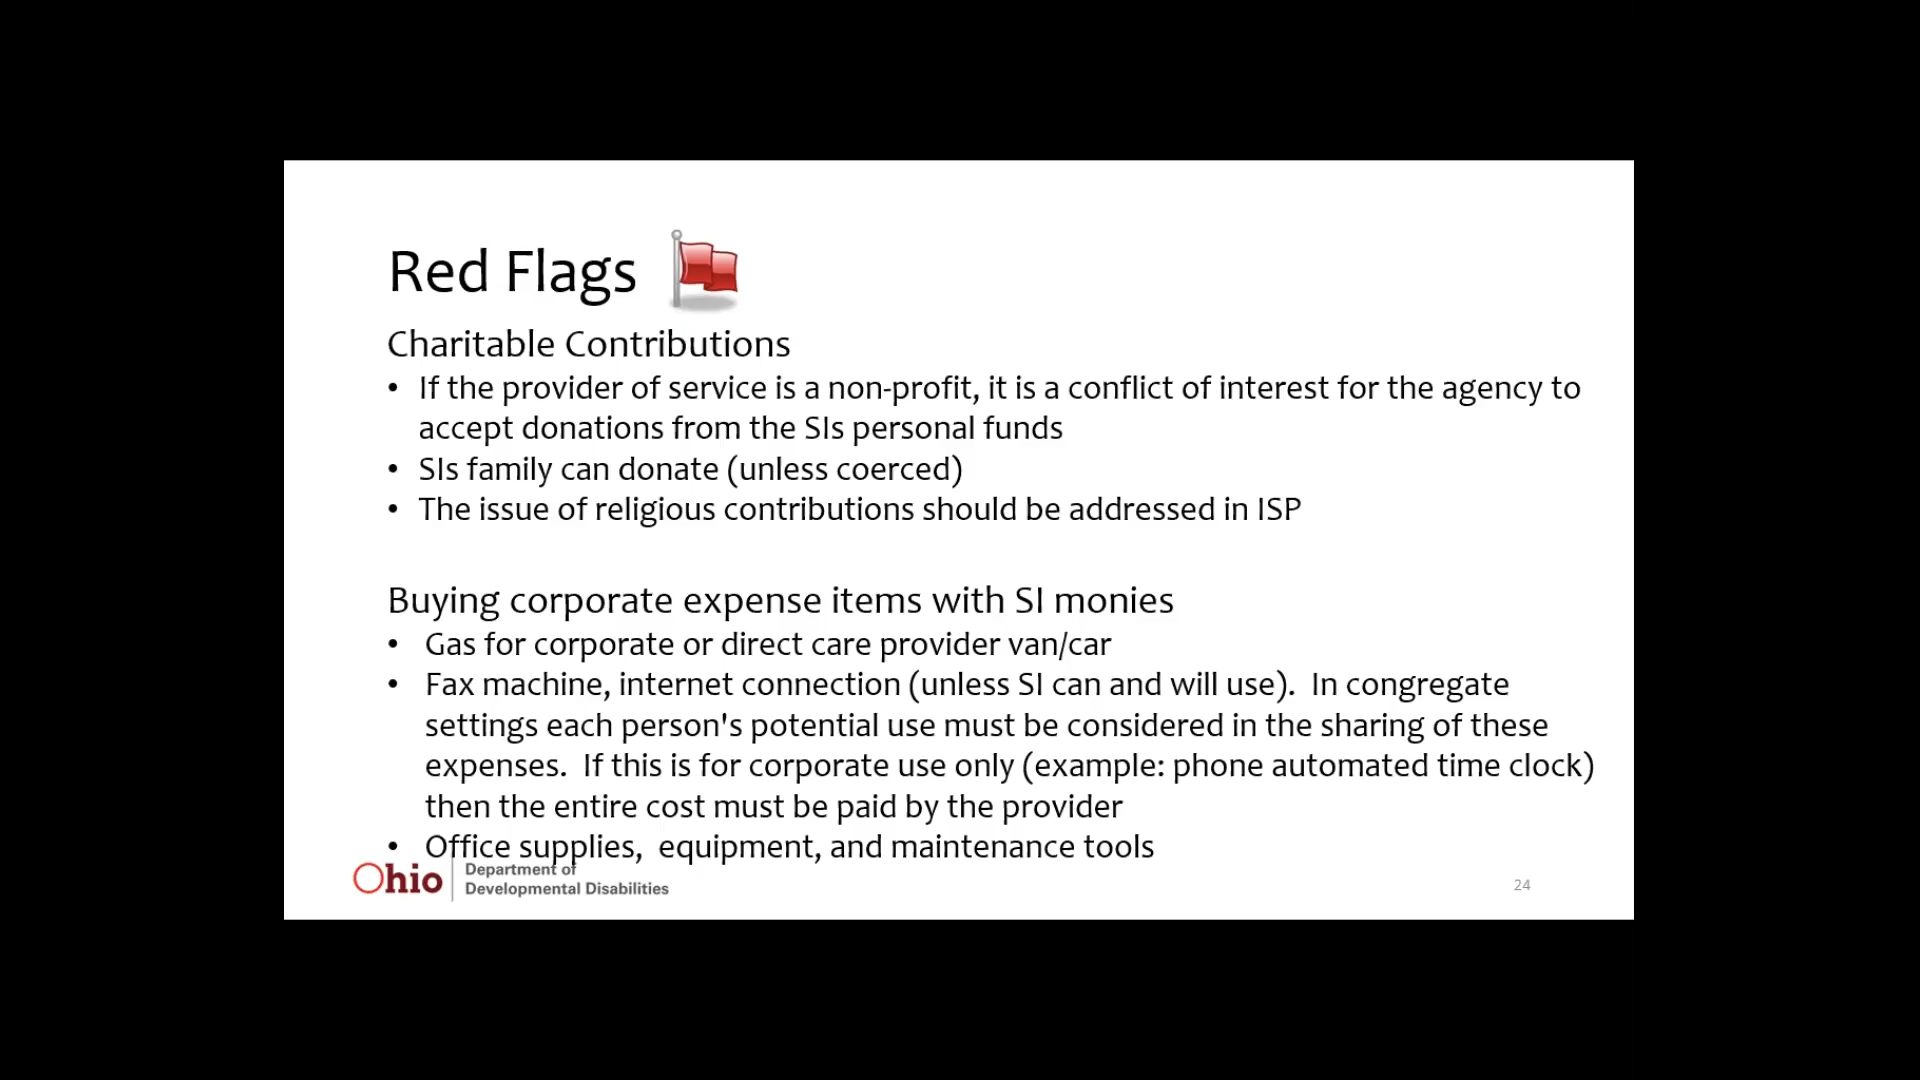 Red Flags
Charitable Contributions
• If the provider of service is a non-profit, it is a conflict of interest for the agency to
accept donations from the SIs personal funds
• SIs family can donate (unless coerced)
• The issue of religious contributions should be addressed in ISP
Buying corporate expense items with SI monies
• Gas for corporate or direct care provider van/car
• Fax machine, internet connection (unless SI can and will use).  In congregate
settings each person's potential use must be considered in the sharing of these
expenses.  If this is for corporate use only (example: phone automated time clock)
then the entire cost must be paid by the provider
• Office supplies,  equipment, and maintenance tools
Ohio
Department of
Developmental Disabilities
24